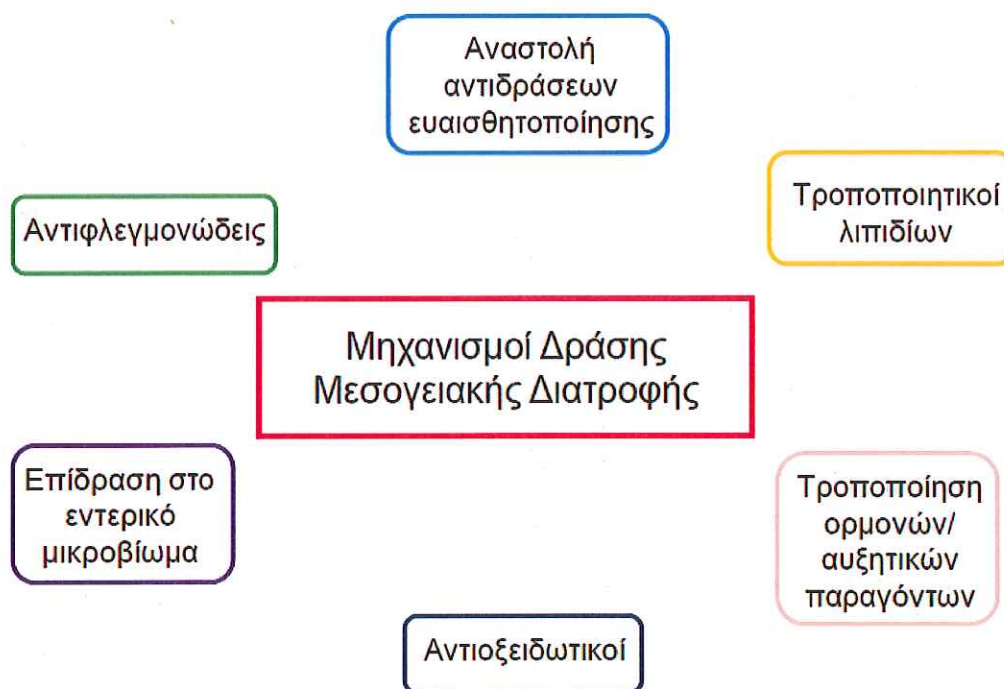 Αναστολή
αντιδράσεων
ευαισθητοποίησης
Τροποποιητικοί
λιπιδίων
Αντιφλεγμονώδεις
Μηχανισμοί Δράσης
Μεσογειακής Διατροφής
Επίδραση στο
εντερικό
μικροβίωμα
Τροποποίηση
ορμονών/
αυξητικών
παραγόντων
Αντιοξειδωτικοί